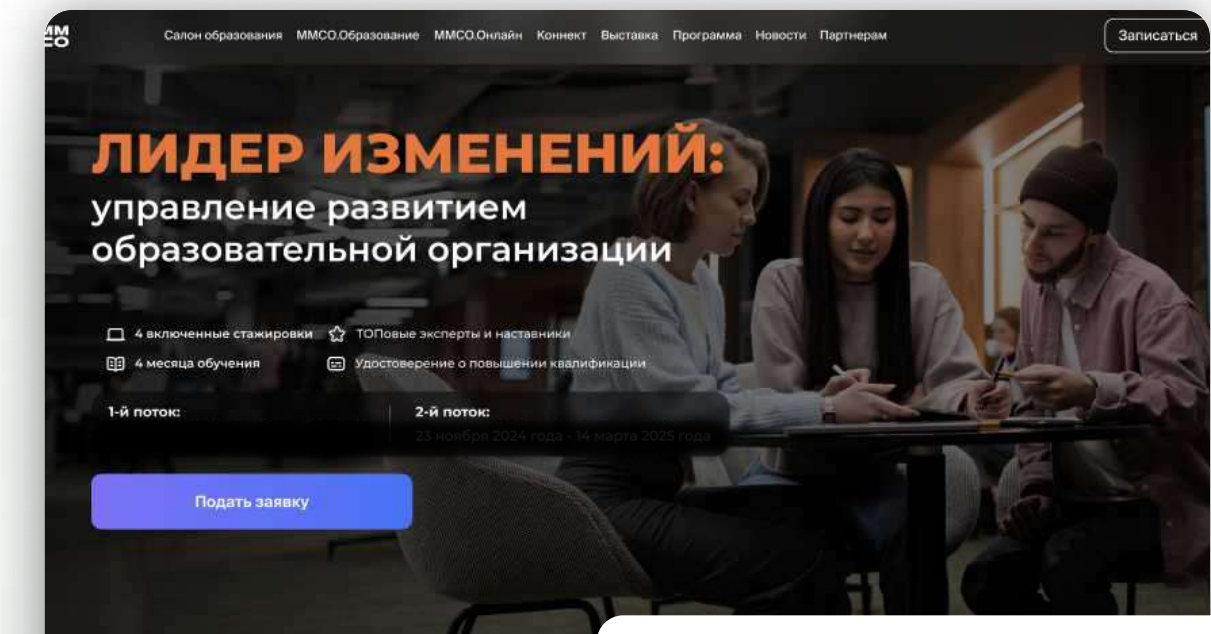 Салон образования ММСО.Образование ММСО.Онлайн Коннект Выставка Программа Новости Партнерам Записаться
ЛИДЕР ИЗМЕНЕНИЙ:
управление развитием
образовательной организации
4 включенные стажировки ТОПовые эксперты и наставники
4 месяца обучения Удостоверение о повышении квалификации
1-й поток: 2-й поток:
23 ноября 2024 года - 14 марта 2025 года
Подать заявку